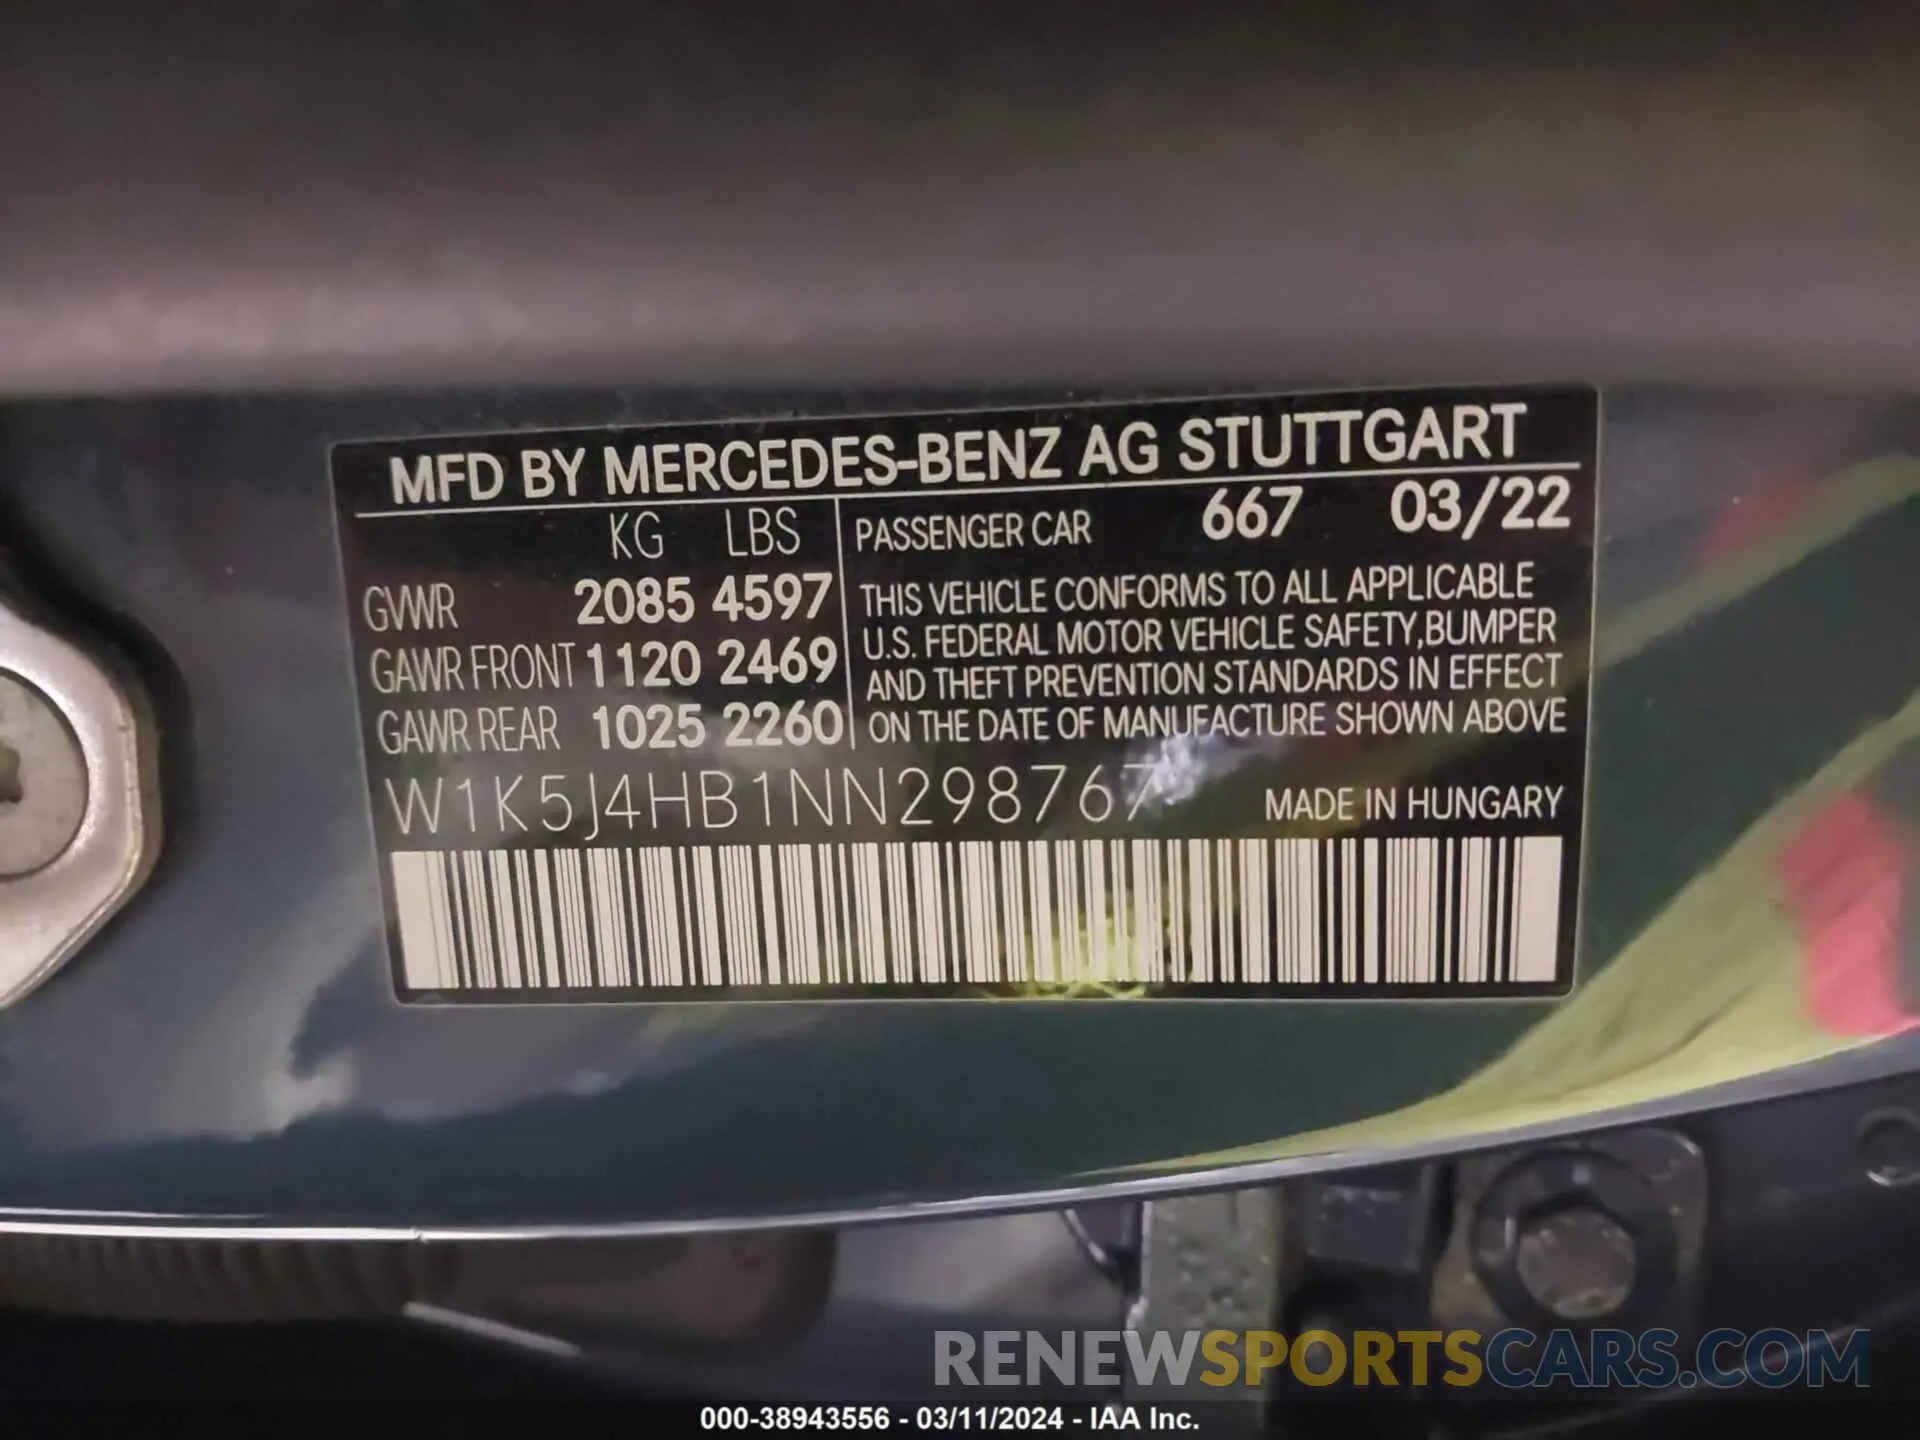 MFD BY MERCEDES-BENZ AG STUTTGART
KG LBS
GVWR 2085 4597
GAWR FRONT 1120 2469
GAWR REAR 1025 2260
PASSENGER CAR 667 03/22
THIS VEHICLE CONFORMS TO ALL APPLICABLE
U.S. FEDERAL MOTOR VEHICLE SAFETY,BUMPER
AND THEFT PREVENTION STANDARDS IN EFFECT
ON THE DATE OF MANUFACTURE SHOWN ABOVE
W1K5J4HB1NN298767 MADE IN HUNGARY
RENEWSPORTSCARS.COM
000-38943556 - 03/11/2024 - IAA Inc.